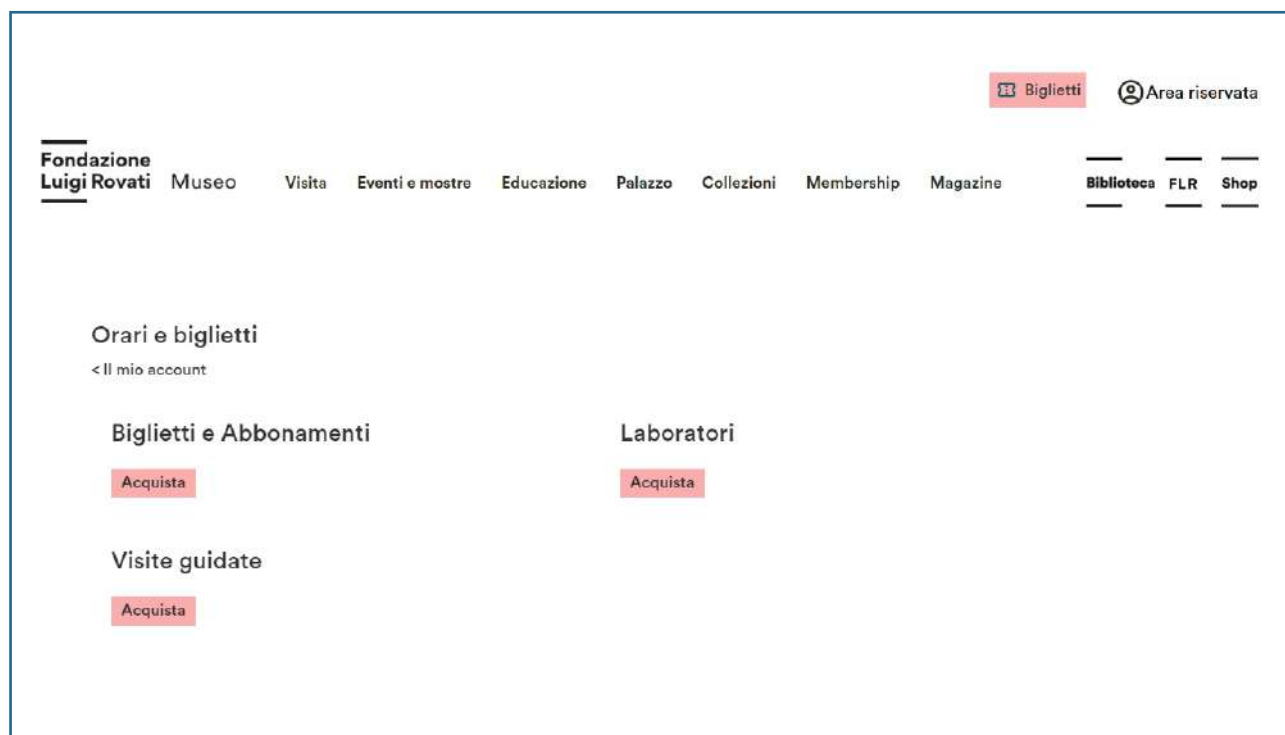 Biglietti Area riservata
Fondazione
Luigi Rovati Museo Visita Eventi e mostre Educazione Palazzo Collezioni Membership Magazine Biblioteca FLR Shop
Orari e biglietti
< Il mio account
Biglietti e Abbonamenti Laboratori
Acquista Acquista
Visite guidate
Acquista